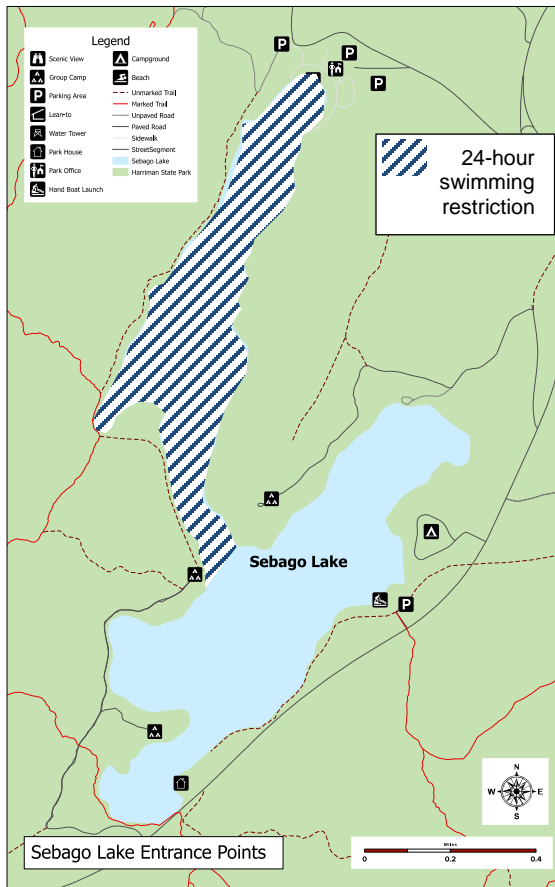 Legend
Scenic View
Group Camp
Parking Area
Lean-to
Water Tower
Park House
Park Office
Hand Boat Launch
Campground
Beach
Unmarked Trail
Marked Trail
Unpaved Road
Paved Road
Sidewalk
StreetSegment
Sebago Lake
Harriman State Park
P
P
P
P
24-hour
swimming
restriction
Sebago Lake
P
N
W E
S
Sebago Lake Entrance Points
Miles
0 0.2 0.4